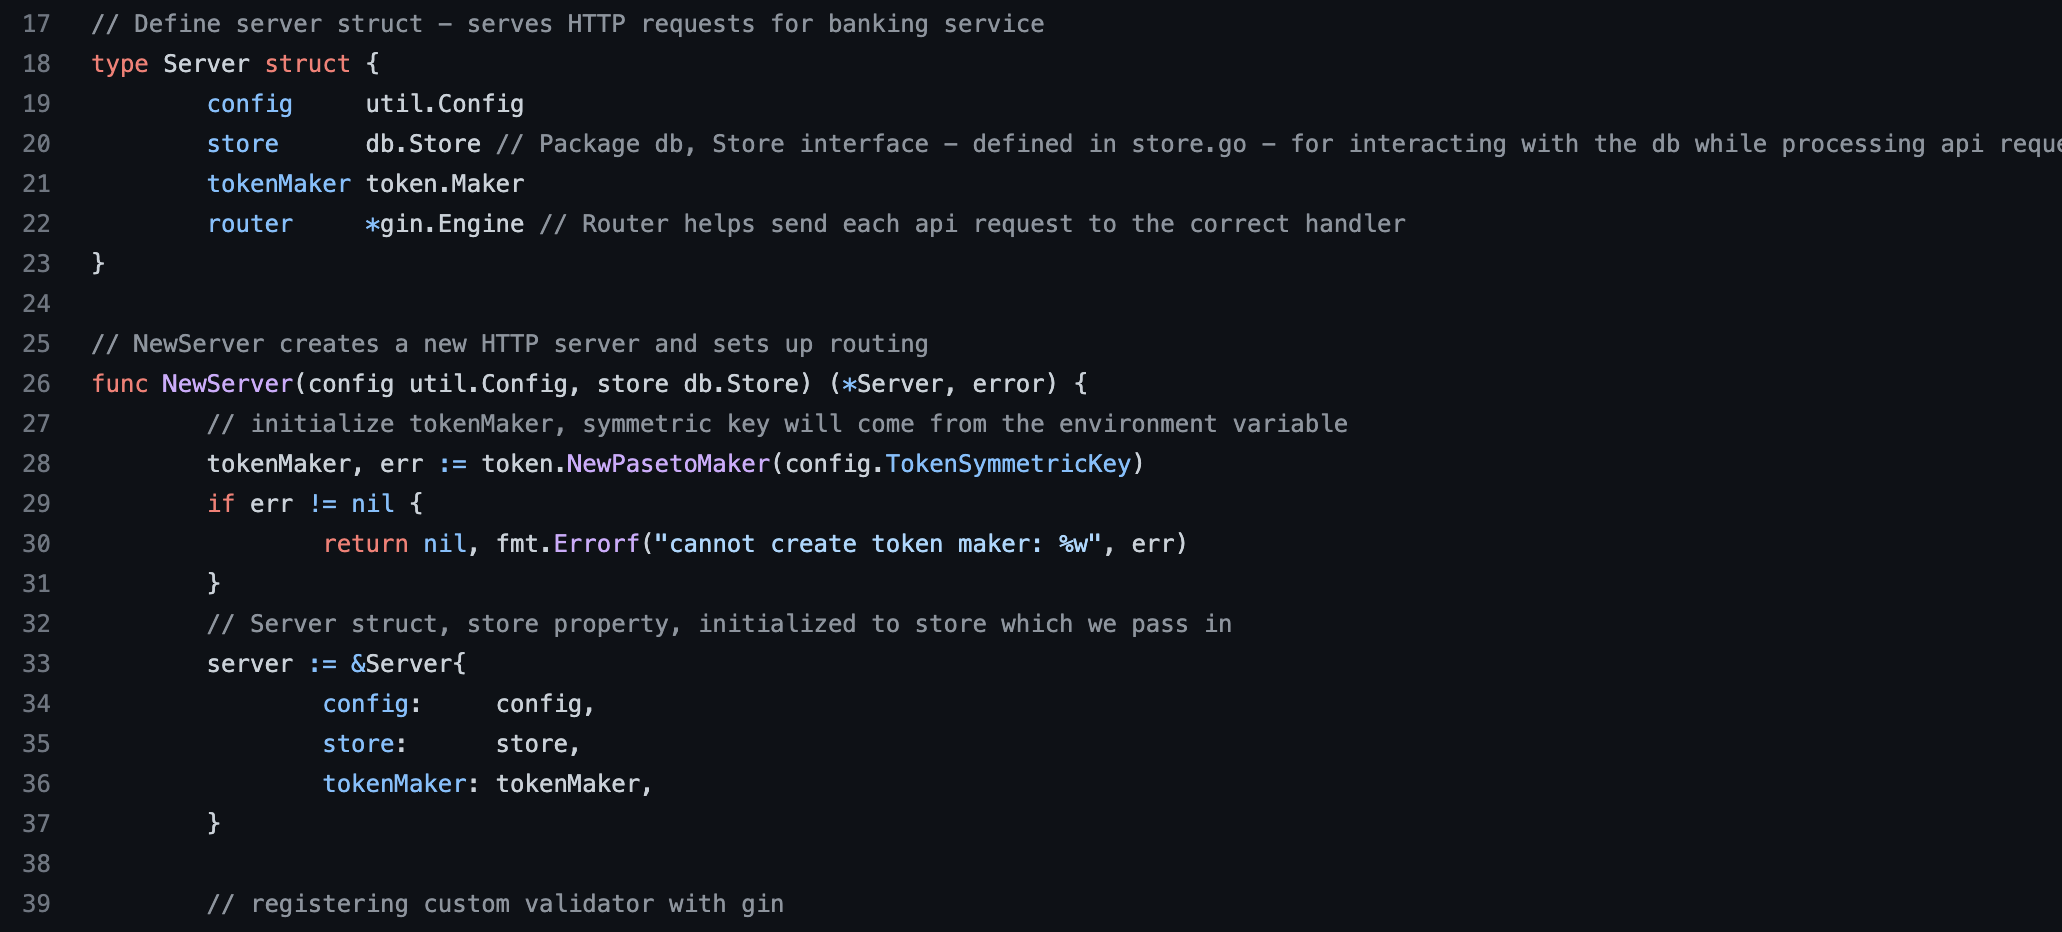 17 // Define server struct – serves HTTP requests for banking service
18 type Server struct {
19 config util.Config
20 store db.Store // Package db, Store interface – defined in store.go – for interacting with the db while processing api
21 tokenMaker token.Maker
22 router *gin.Engine // Router helps send each api request to the correct handler
23 }
24
25 // NewServer creates a new HTTP server and sets up routing
26 func NewServer(config util.Config, store db.Store) (*Server, error) {
27 // initialize tokenMaker, symmetric key will come from the environment variable
28 tokenMaker, err := token.NewPasetoMaker(config.TokenSymmetricKey)
29 if err != nil {
30 return nil, fmt.Errorf("cannot create token maker: %w", err)
31 }
32 // Server struct, store property, initialized to store which we pass in
33 server := &Server{
34 config: config,
35 store: store,
36 tokenMaker: tokenMaker,
37 }
38
39 // registering custom validator with gin